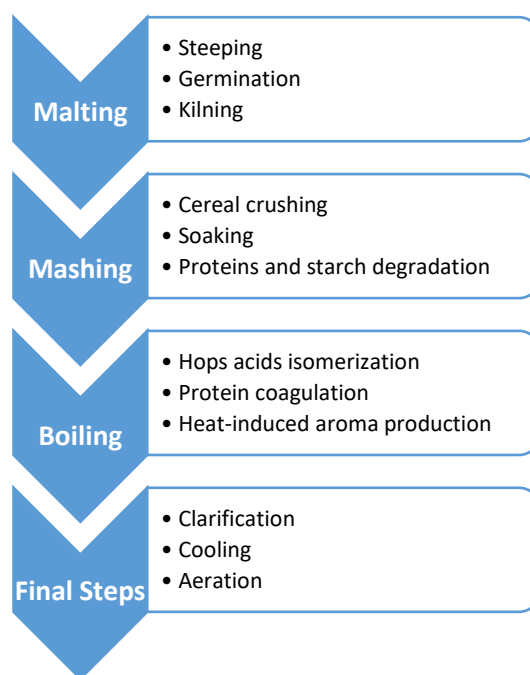 Malting
• Steeping
• Germination
• Kilning
Mashing
• Cereal crushing
• Soaking
• Proteins and starch degradation
Boiling
• Hops acids isomerization
• Protein coagulation
• Heat-induced aroma production
Final Steps
• Clarification
• Cooling
• Aeration